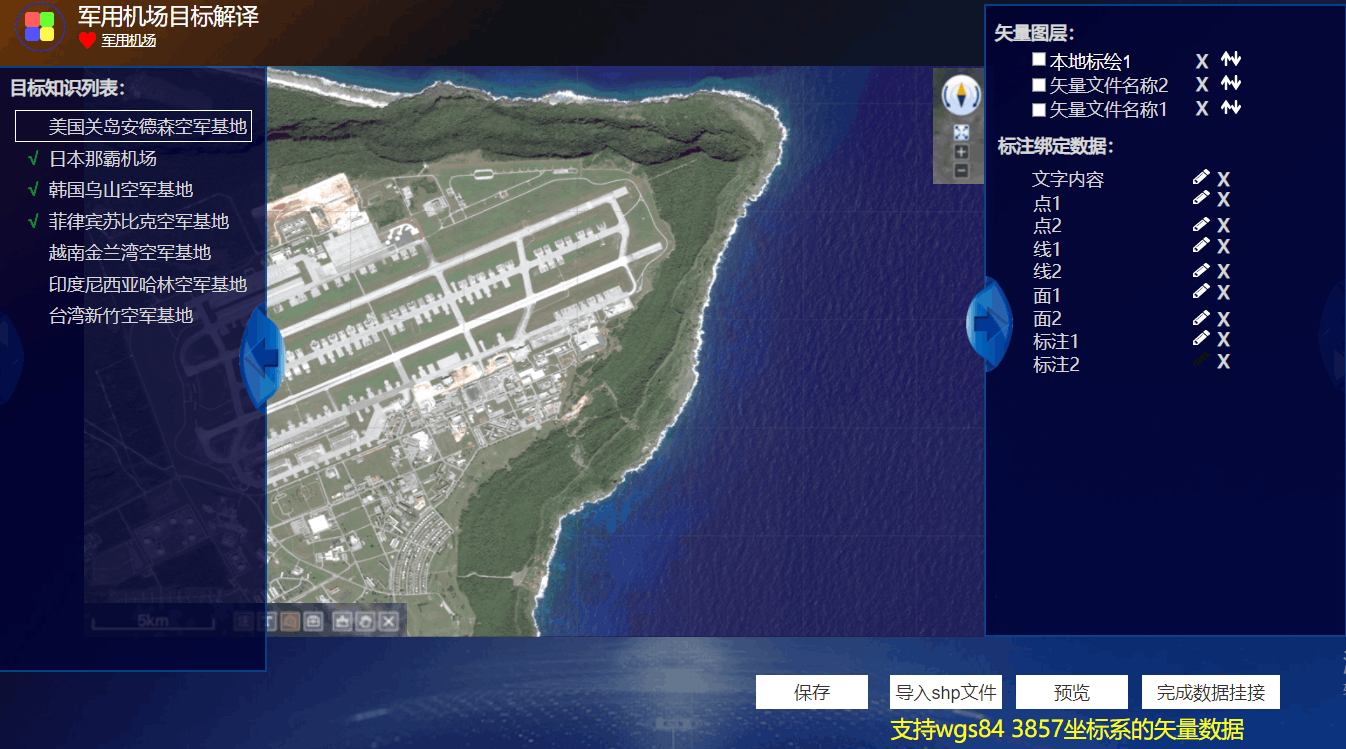 军用机场目标解译
军用机场
目标知识列表:
美国关岛安德森空军基地
√ 日本那霸机场
√ 韩国乌山空军基地
√ 菲律宾苏比克空军基地
越南金兰湾空军基地
印度尼西亚哈林空军基地
台湾新竹空军基地
5km
矢量图层:
本地标绘1 X
矢量文件名称2 X
矢量文件名称1 X
标注绑定数据:
文字内容 X
点1 X
点2 X
线1 X
线2 X
面1 X
面2 X
标注1 X
标注2 X
保存
导入shp文件
预览
完成数据挂接
支持wgs84 3857坐标系的矢量数据